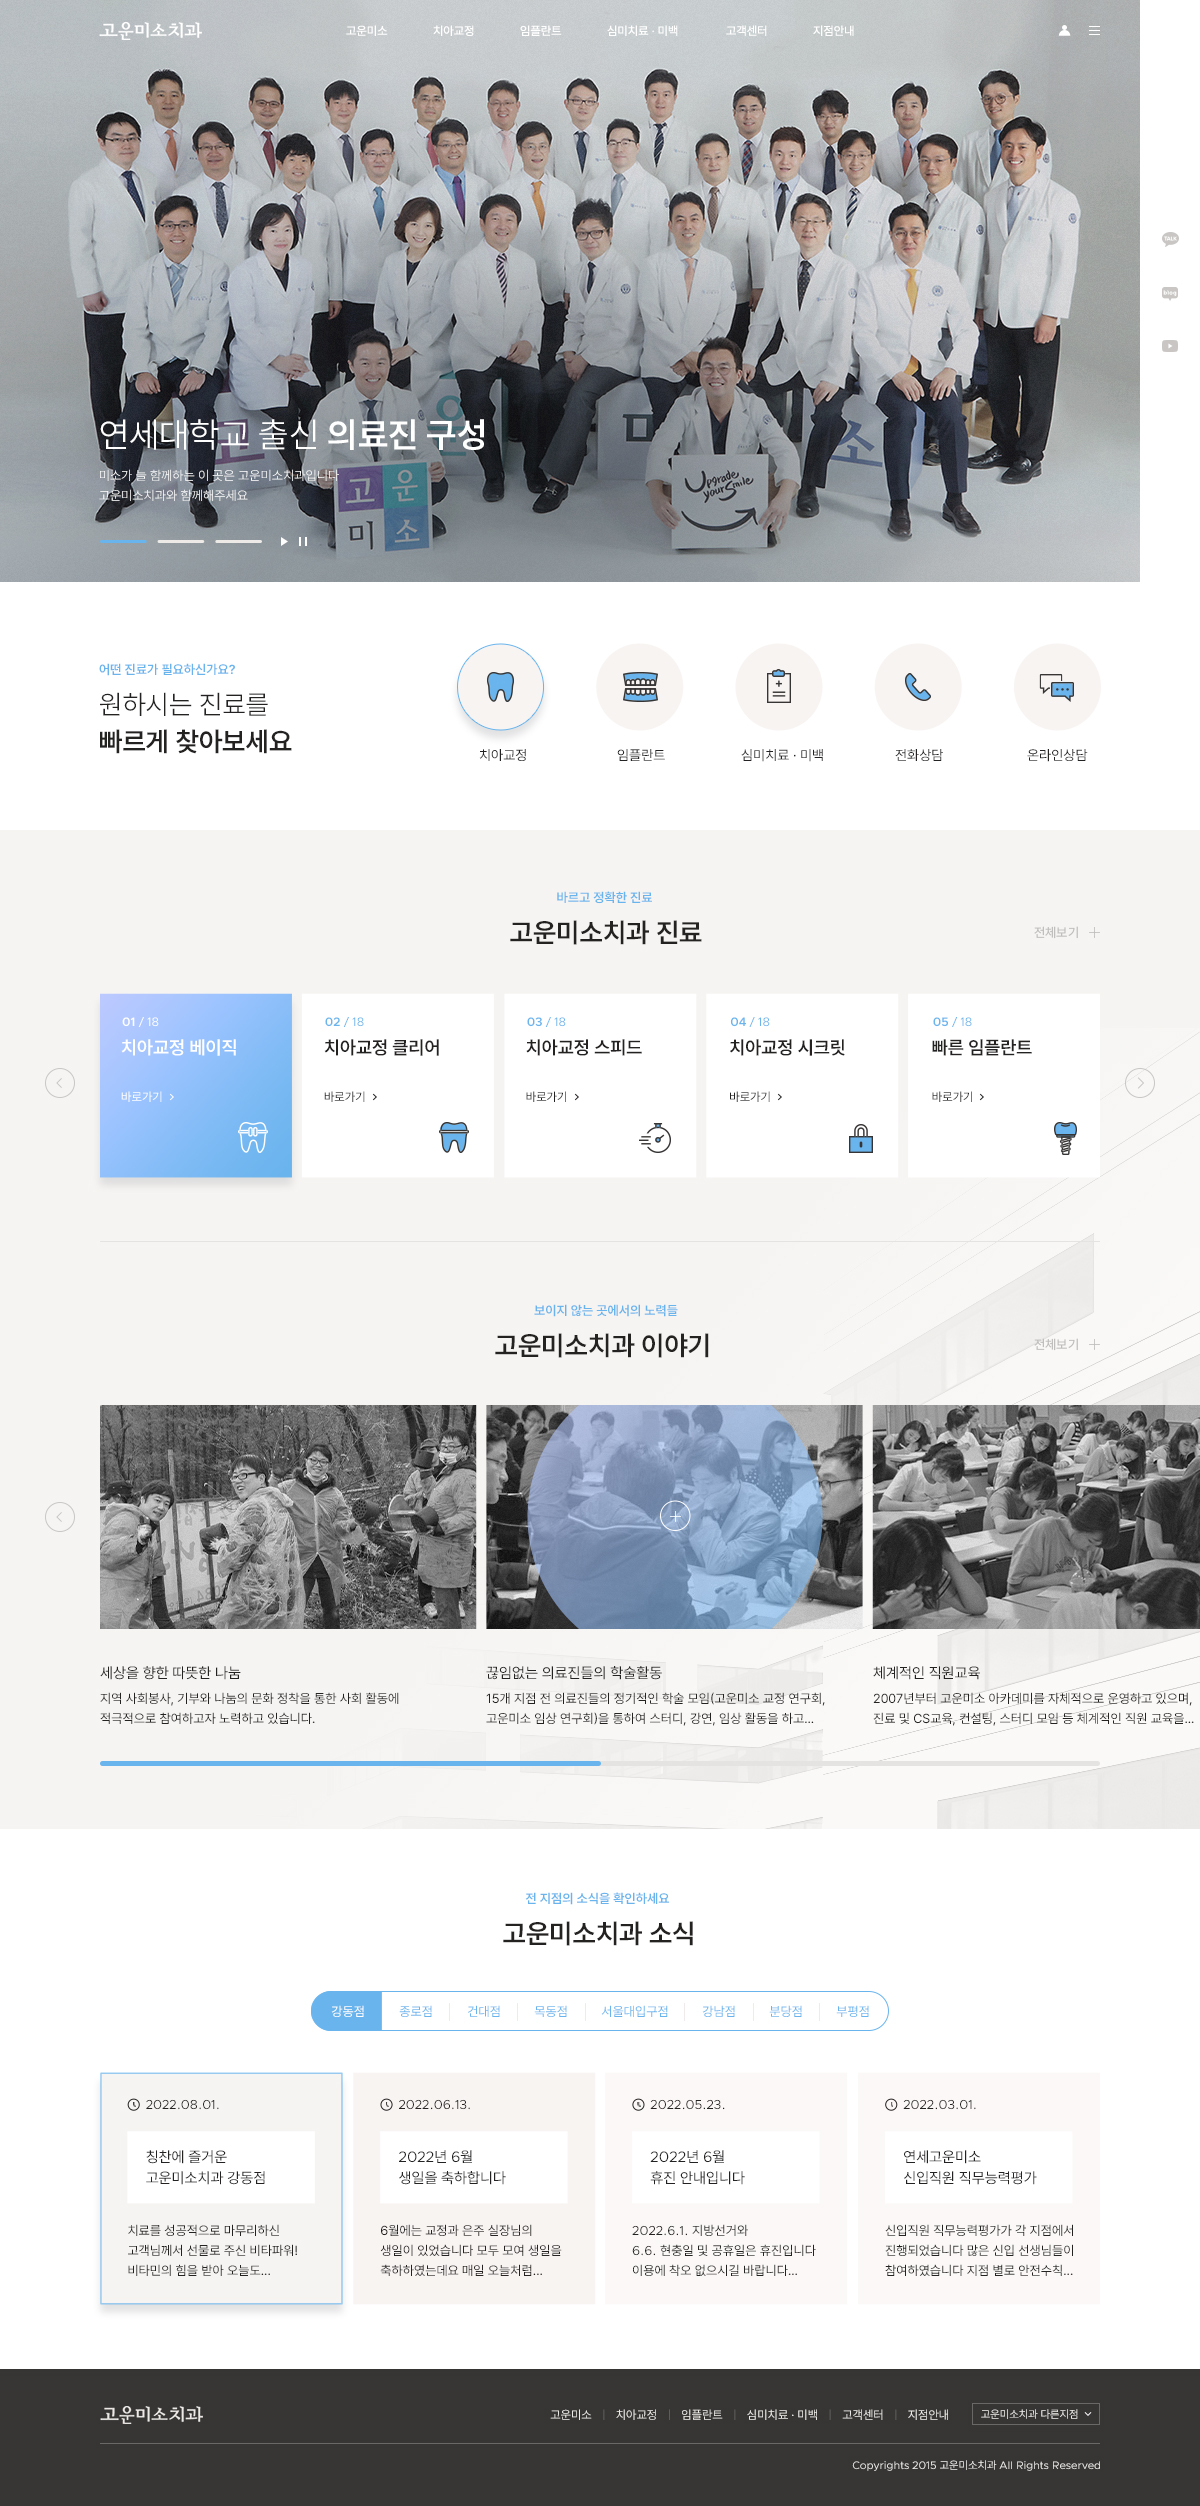 고운미소치과
고운미소 치아교정 임플란트 심미치료 · 미백 고객센터 지점안내
TALK
blog
연세대학교 출신 의료진 구성
미소가 늘 함께하는 이 곳은 고운미소치과입니다
고운미소치과와 함께해주세요
고운
미소
Upgrade
your Smile
소
어떤 진료가 필요하신가요?
원하시는 진료를
빠르게 찾아보세요
치아교정
임플란트
심미치료 · 미백
전화상담
온라인상담
바르고 정확한 진료
고운미소치과 진료
전체보기
01 / 18
치아교정 베이직
바로가기
02 / 18
치아교정 클리어
바로가기
03 / 18
치아교정 스피드
바로가기
04 / 18
치아교정 시크릿
바로가기
05 / 18
빠른 임플란트
바로가기
보이지 않는 곳에서의 노력들
고운미소치과 이야기
전체보기
세상을 향한 따뜻한 나눔
지역 사회봉사, 기부와 나눔의 문화 정착을 통한 사회 활동에
적극적으로 참여하고자 노력하고 있습니다.
끊임없는 의료진들의 학술활동
15개 지점 전 의료진들의 정기적인 학술 모임(고운미소 교정 연구회,
고운미소 임상 연구회)을 통하여 스터디, 강연, 임상 활동을 하고...
체계적인 직원교육
2007년부터 고운미소 아카데미를 자체적으로 운영하고 있으며,
진료 및 CS교육, 컨설팅, 스터디 모임 등 체계적인 직원 교육을...
전 지점의 소식을 확인하세요
고운미소치과 소식
강동점 종로점 건대점 목동점 서울대입구점 강남점 분당점 부평점
2022.08.01.
칭찬에 즐거운
고운미소치과 강동점
치료를 성공적으로 마무리하신
고객님께서 선물로 주신 비타파워!
비타민의 힘을 받아 오늘도...
2022.06.13.
2022년 6월
생일을 축하합니다
6월에는 교정과 은주 실장님의
생일이 있었습니다 모두 모여 생일을
축하하였는데요 매일 오늘처럼...
2022.05.23.
2022년 6월
휴진 안내입니다
2022.6.1. 지방선거와
6.6. 현충일 및 공휴일은 휴진입니다
이용에 착오 없으시길 바랍니다...
2022.03.01.
연세고운미소
신입직원 직무능력평가
신입직원 직무능력평가가 각 지점에서
진행되었습니다 많은 신입 선생님들이
참여하였습니다 지점 별로 안전수칙...
고운미소치과
고운미소 | 치아교정 | 임플란트 | 심미치료 · 미백 | 고객센터 | 지점안내
고운미소치과 다른지점
Copyrights 2015 고운미소치과 All Rights Reserved